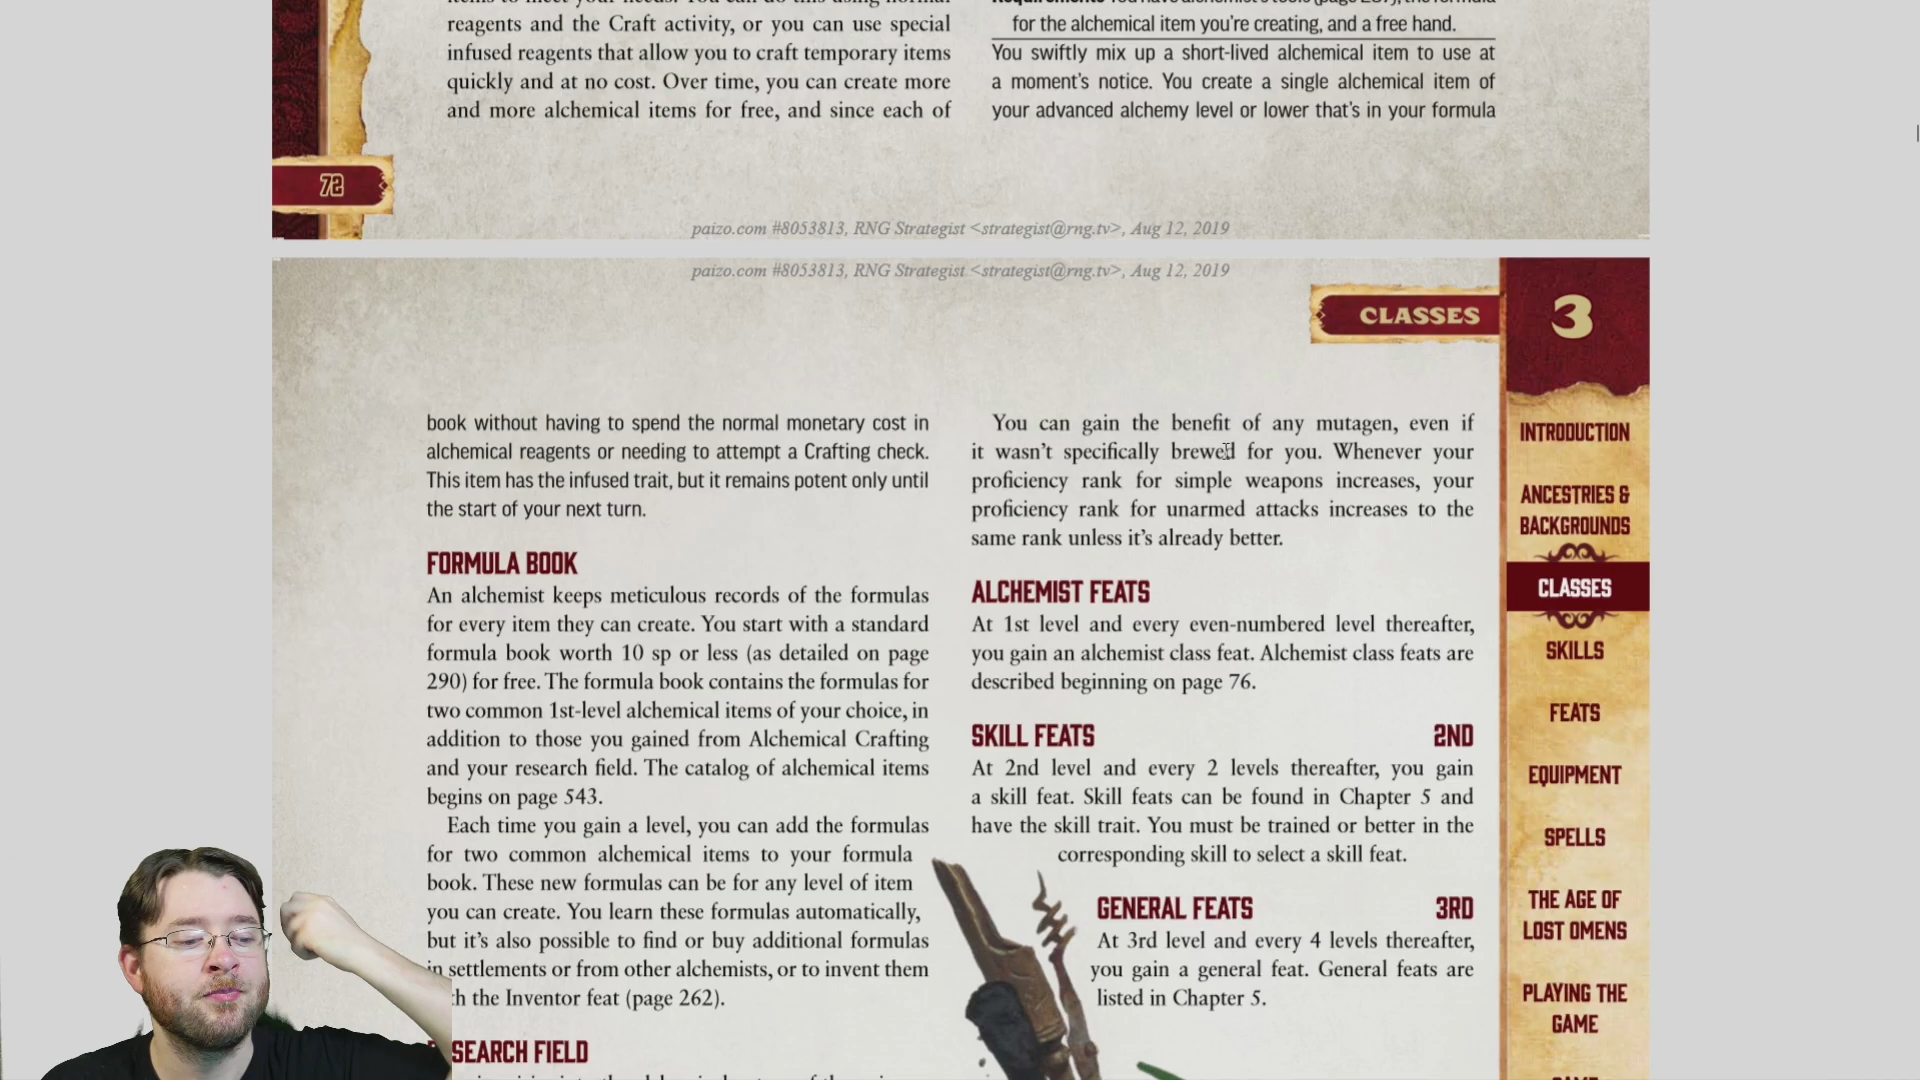 reagents and the Craft activity, or you can use special
infused reagents that allow you to craft temporary items
quickly and at no cost. Over time, you can create more
and more alchemical items for free, and since each of
for the alchemical item you're creating, and a free hand.
You swiftly mix up a short-lived alchemical item to use at
a moment's notice. You create a single alchemical item of
your advanced alchemy level or lower that's in your formula
72
paizo.com #8053813, RNG Strategist <strategist@rng.tv>, Aug 12, 2019
paizo.com #8053813, RNG Strategist <strategist@rng.tv>, Aug 12, 2019
CLASSES
3
book without having to spend the normal monetary cost in
alchemical reagents or needing to attempt a Crafting check.
This item has the infused trait, but it remains potent only until
the start of your next turn.
FORMULA BOOK
An alchemist keeps meticulous records of the formulas
for every item they can create. You start with a standard
formula book worth 10 sp or less (as detailed on page
290) for free. The formula book contains the formulas for
two common 1st-level alchemical items of your choice, in
addition to those you gained from Alchemical Crafting
and your research field. The catalog of alchemical items
begins on page 543.
Each time you gain a level, you can add the formulas
for two common alchemical items to your formula
book. These new formulas can be for any level of item
you can create. You learn these formulas automatically,
but it's also possible to find or buy additional formulas
in settlements or from other alchemists, or to invent them
the Inventor feat (page 262).
FIELD
You can gain the benefit of any mutagen, even if
it wasn't specifically brewed for you. Whenever your
proficiency rank for simple weapons increases, your
proficiency rank for unarmed attacks increases to the
same rank unless it's already better.
ALCHEMIST FEATS
At 1st level and every even-numbered level thereafter,
you gain an alchemist class feat. Alchemist class feats are
described beginning on page 76.
SKILL FEATS 2ND
At 2nd level and every 2 levels thereafter, you gain
a skill feat. Skill feats can be found in Chapter 5 and
have the skill trait. You must be trained or better in the
corresponding skill to select a skill feat.
GENERAL FEATS 3RD
At 3rd level and every 4 levels thereafter,
you gain a general feat. General feats are
listed in Chapter 5.
INTRODUCTION
ANCESTRIES &
BACKGROUNDS
CLASSES
SKILLS
FEATS
EQUIPMENT
SPELLS
THE AGE OF
LOST OMENS
PLAYING THE
GAME